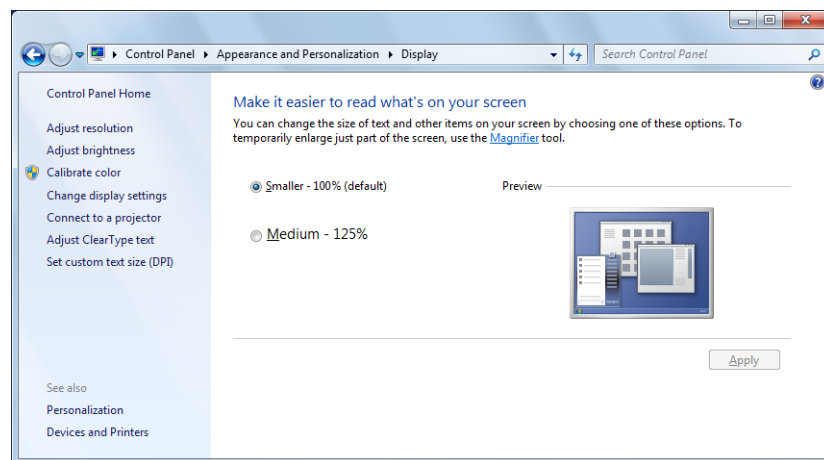 Control Panel ▸ Appearance and Personalization ▸ Display
Search Control Panel
Control Panel Home
Adjust resolution
Adjust brightness
Calibrate color
Change display settings
Connect to a projector
Adjust ClearType text
Set custom text size (DPI)
See also
Personalization
Devices and Printers
Make it easier to read what's on your screen
You can change the size of text and other items on your screen by choosing one of these options. To
temporarily enlarge just part of the screen, use the Magnifier tool.
Smaller - 100% (default)
Preview
Medium - 125%
Apply